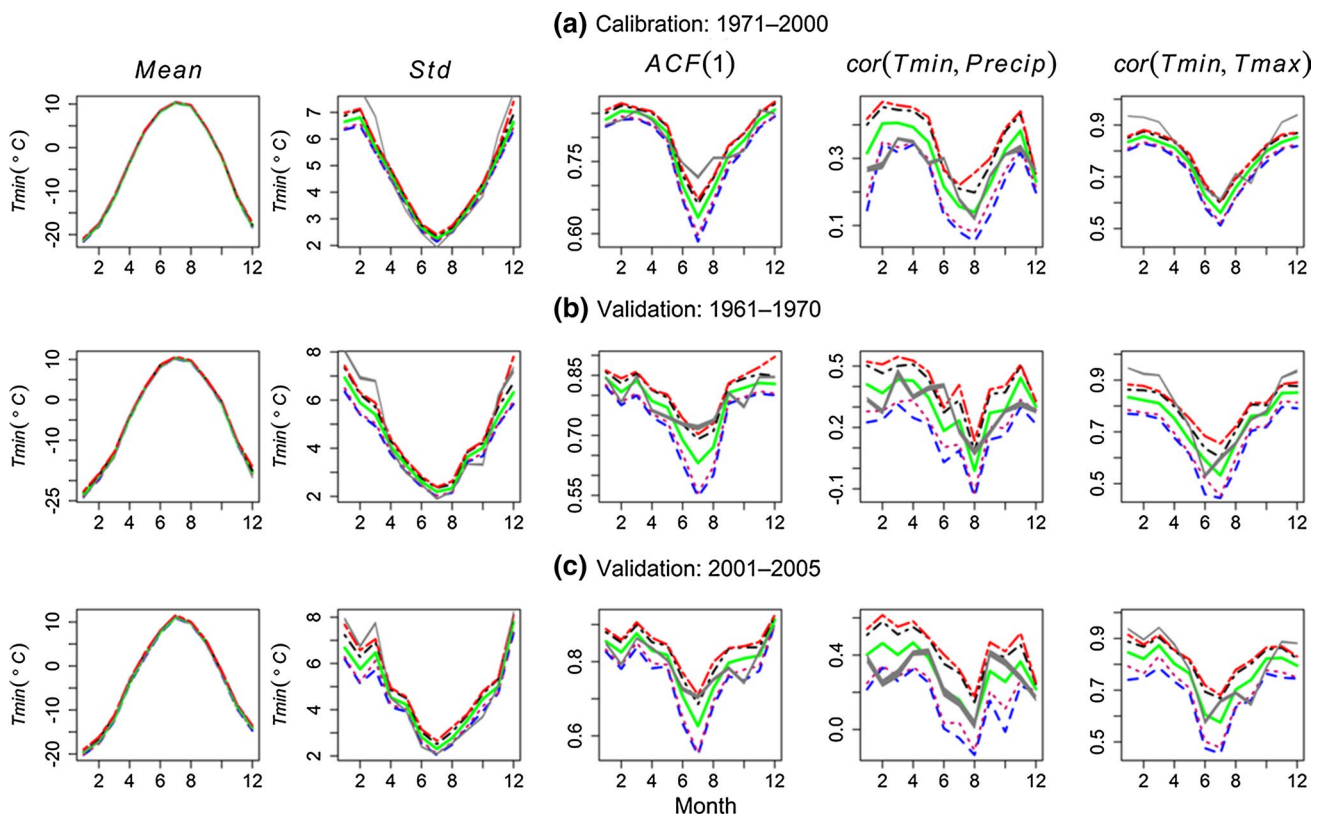 (a) Calibration: 1971–2000
Mean Std ACF(1) cor(Tmin, Precip) cor(Tmin, Tmax)
Tmin(°C)
10
0
-10
-20
2 4 6 8 12
Tmin(°C)
7
6
5
4
3
2
2 4 6 8 12
0.75
0.60
2 4 6 8 12
0.3
0.1
2 4 6 8 12
0.9
0.7
0.5
2 4 6 8 12
(b) Validation: 1961–1970
Tmin(°C)
10
0
-10
-25
2 4 6 8 12
Tmin(°C)
8
6
4
2
2 4 6 8 12
0.85
0.70
0.55
2 4 6 8 12
0.5
0.2
-0.1
2 4 6 8 12
0.9
0.7
0.5
2 4 6 8 12
(c) Validation: 2001–2005
Tmin(°C)
10
0
-10
-20
2 4 6 8 12
Tmin(°C)
8
6
4
2
2 4 6 8 12
0.8
0.6
2 4 6 8 12
0.4
0.0
2 4 6 8 12
0.9
0.7
0.5
2 4 6 8 12
Month